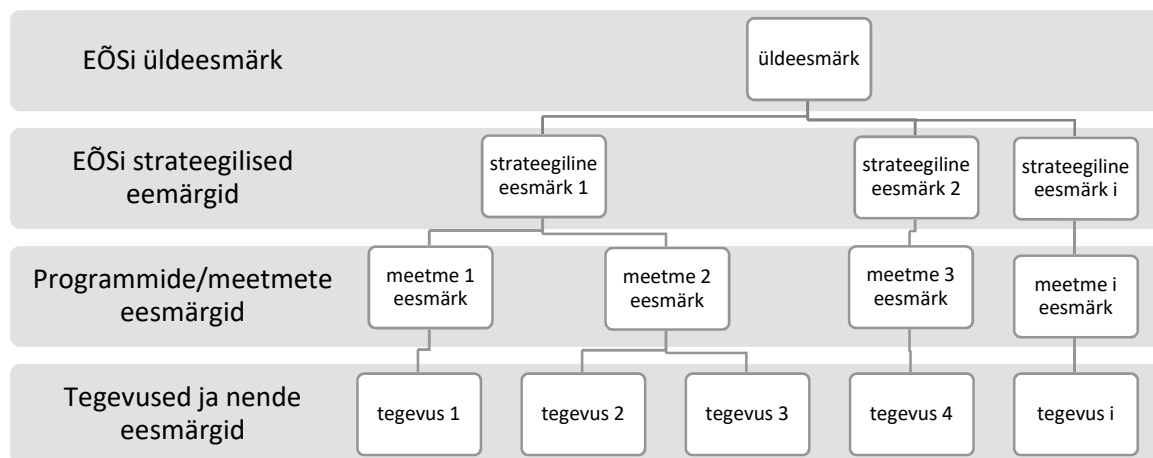 EÕSi üldeesmärk
üldeesmärk
EÕSi strateegilised
eemärgid
strateegiline
eesmärk 1
strateegiline
eesmärk 2
strateegiline
eesmärk i
Programmide/meetmete
eesmärgid
meetme 1
eesmärk
meetme 2
eesmärk
meetme 3
eesmärk
meetme i
eesmärk
Tegevused ja nende
eesmärgid
tegevus 1
tegevus 2
tegevus 3
tegevus 4
tegevus i